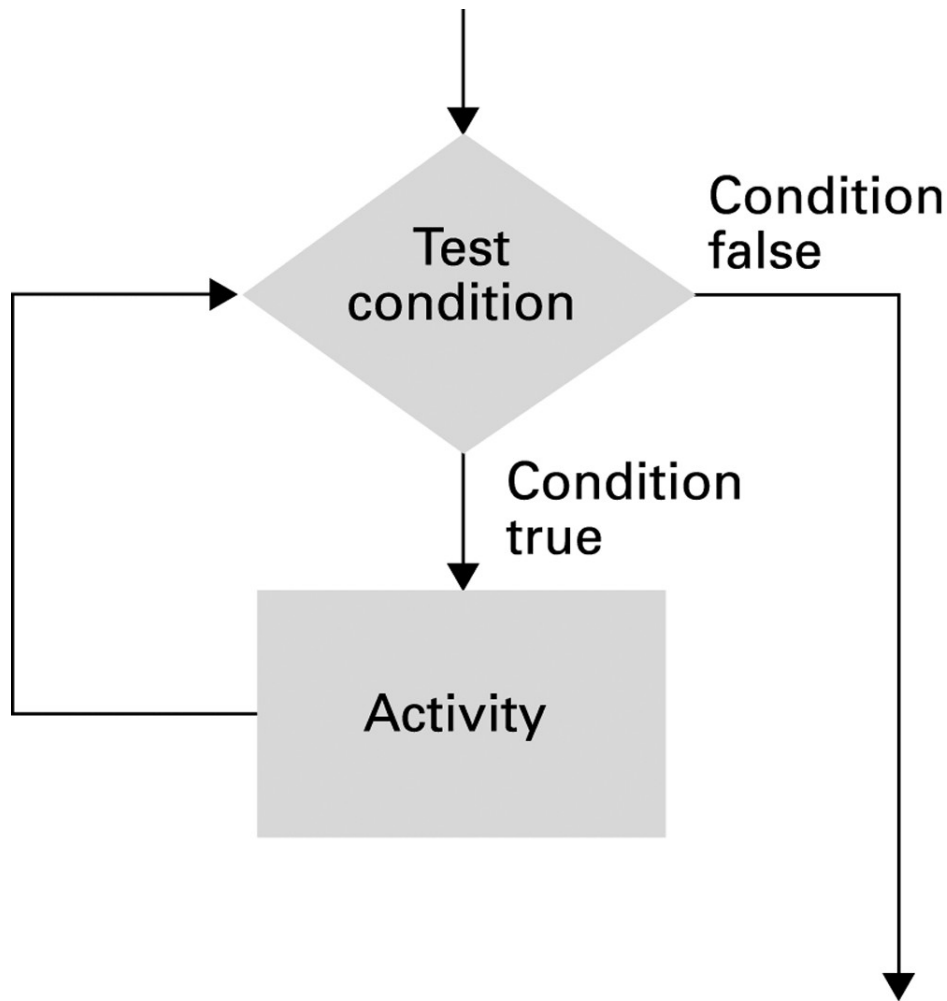 Test
condition
Condition
false
Condition
true
Activity